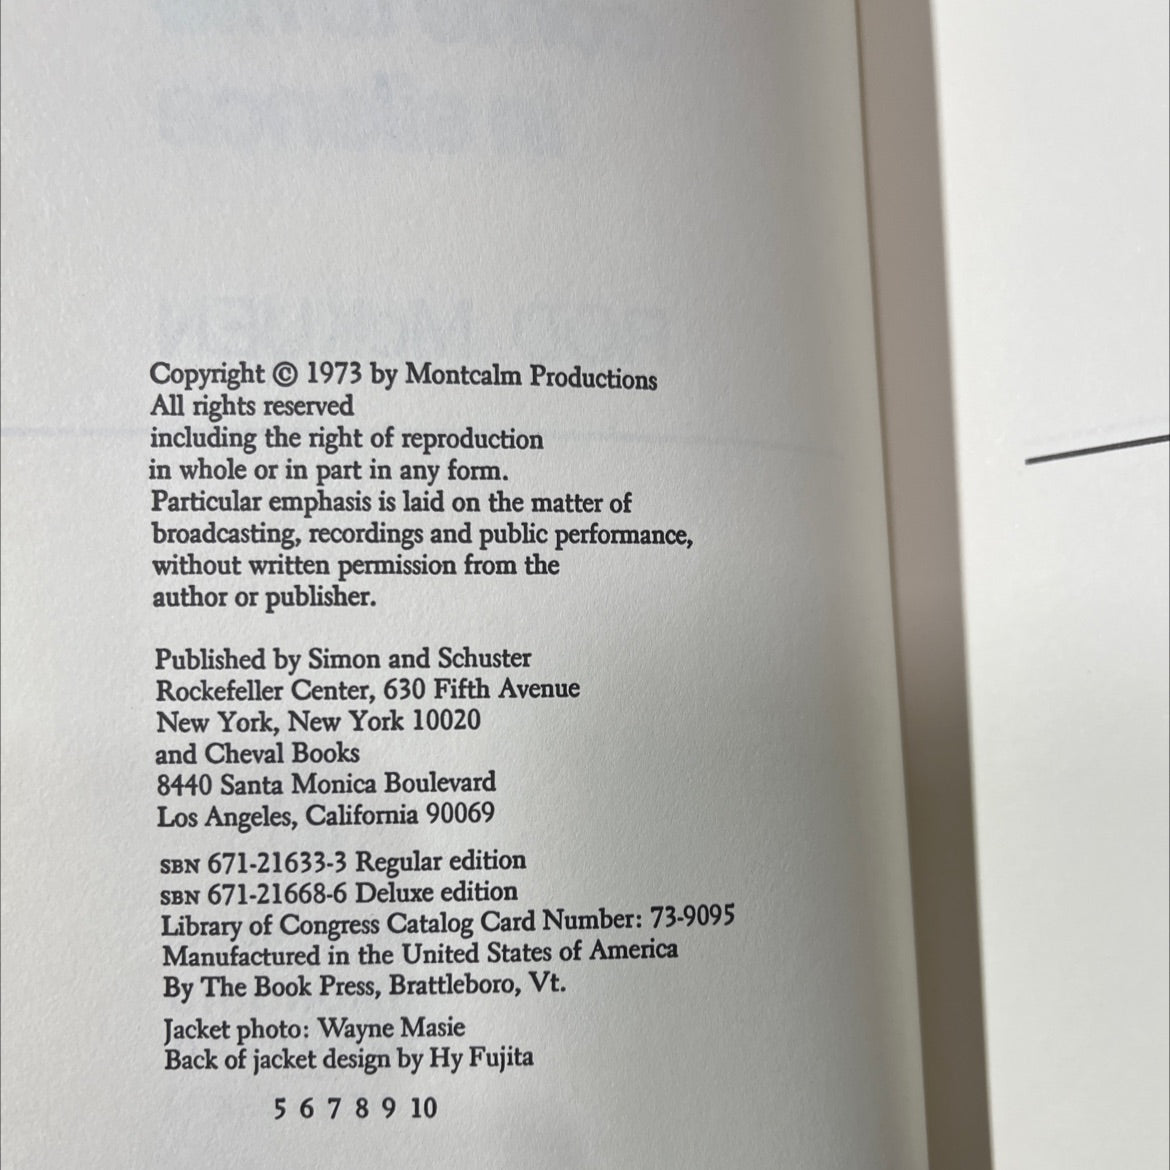 Copyright © 1973 by Montcalm Productions
All rights reserved
including the right of reproduction
in whole or in part in any form.
Particular emphasis is laid on the matter of
broadcasting, recordings and public performance,
without written permission from the
author or publisher.
Published by Simon and Schuster
Rockefeller Center, 630 Fifth Avenue
New York, New York 10020
and Cheval Books
8440 Santa Monica Boulevard
Los Angeles, California 90069
SBN 671-21633-3 Regular edition
SBN 671-21668-6 Deluxe edition
Library of Congress Catalog Card Number: 73-9095
Manufactured in the United States of America
By The Book Press, Brattleboro, Vt.
Jacket photo: Wayne Masie
Back of jacket design by Hy Fujita
5 6 7 8 9 10